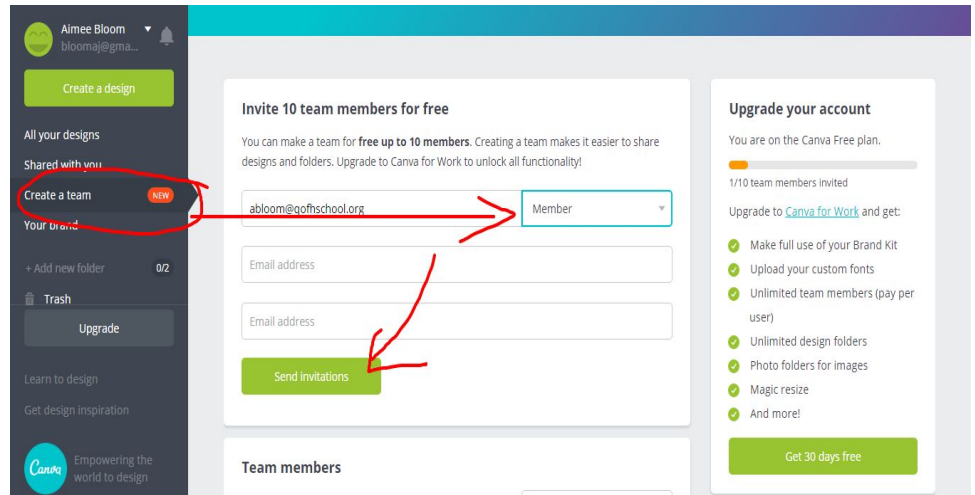 Aimee Bloom
bloomaj@gma...
Create a design
All your designs
Shared with you
Create a team NEW
Your brand
+ Add new folder 0/2
Trash
Upgrade
Learn to design
Get design inspiration
Canva
Empowering the
world to design
Invite 10 team members for free
You can make a team for free up to 10 members. Creating a team makes it easier to share
designs and folders. Upgrade to Canva for Work to unlock all functionality!
abloom@qofhschool.org Member
Email address
Email address
Send invitations
Team members
Upgrade your account
You are on the Canva Free plan.
1/10 team members invited
Upgrade to Canva for Work and get:
Make full use of your Brand Kit
Upload your custom fonts
Unlimited team members (pay per
user)
Unlimited design folders
Photo folders for images
Magic resize
And more!
Get 30 days free